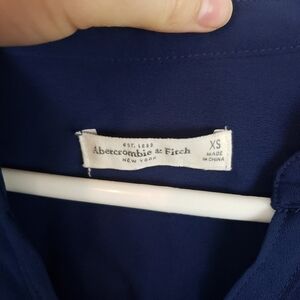 EST. 1892
Abercrombie & Fitch
NEW YORK
XS
MADE
IN CHINA